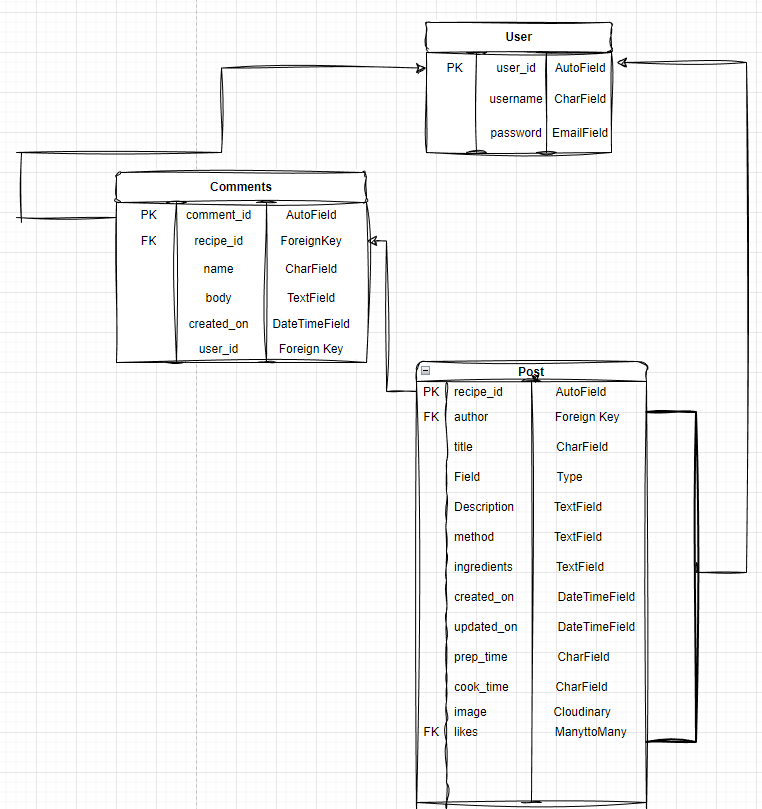 User
PK user_id AutoField
username CharField
password EmailField
Comments
PK comment_id AutoField
FK recipe_id ForeignKey
name CharField
body TextField
created_on DateTimeField
user_id Foreign Key
Post
PK recipe_id AutoField
FK author Foreign Key
title CharField
Field Type
Description TextField
method TextField
ingredients TextField
created_on DateTimeField
updated_on DateTimeField
prep_time CharField
cook_time CharField
image Cloudinary
FK likes ManyttoMany